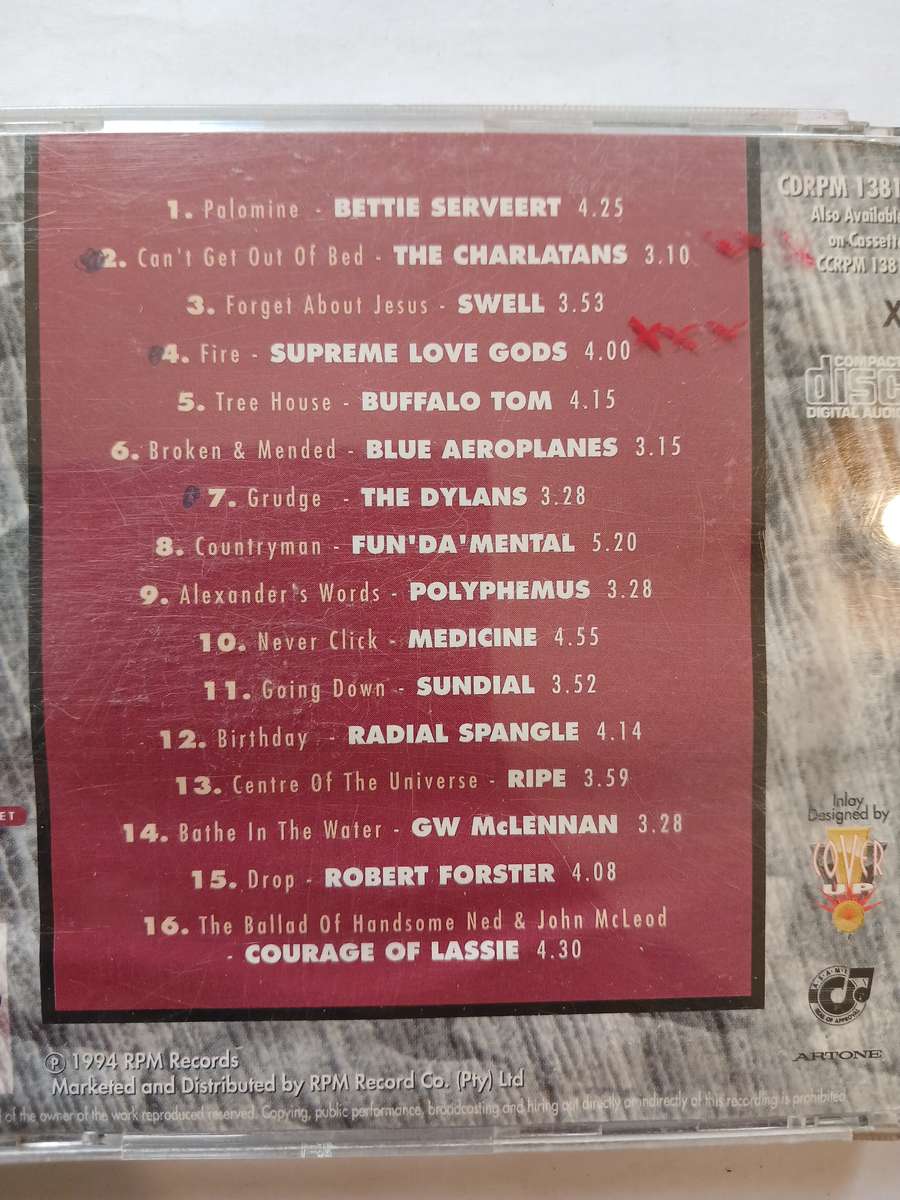 1. Palomine - BETTIE SERVEERT 4.25
2. Can't Get Out Of Bed - THE CHARLATANS 3.10
3. Forget About Jesus - SWELL 3.53
4. Fire - SUPREME LOVE GODS 4.00
xxx
5. Tree House - BUFFALO TOM 4.15
6. Broken & Mended - BLUE AEROPLANES 3.15
7. Grudge - THE DYLANS 3.28
8. Countryman - FUN'DA'MENTAL 5.20
9. Alexander's Words - POLYPHEMUS 3.28
10. Never Click - MEDICINE 4.55
11. Going Down - SUNDIAL 3.52
12. Birthday - RADIAL SPANGLE 4.14
13. Centre Of The Universe - RIPE 3.59
14. Bathe In The Water - GW McLENNAN 3.28
15. Drop - ROBERT FORSTER 4.08
16. The Ballad Of Handsome Ned & John McLeod
- COURAGE OF LASSIE 4.30
CDRPM 1381
Also Available
on Cassette
CCRPM 138
X
COMPACT
disc
DIGITAL AUDIO
ET
Inlay
Designed by
COVER
UP
SEAL OF APPROVAL
ARTONE
℗ 1994 RPM Records
Marketed and Distributed by RPM Record Co. (Pty) Ltd
of the owner of the work reproduced reserved. Copying, public performance, broadcasting and hiring out directly or indirectly of this recording is prohibited